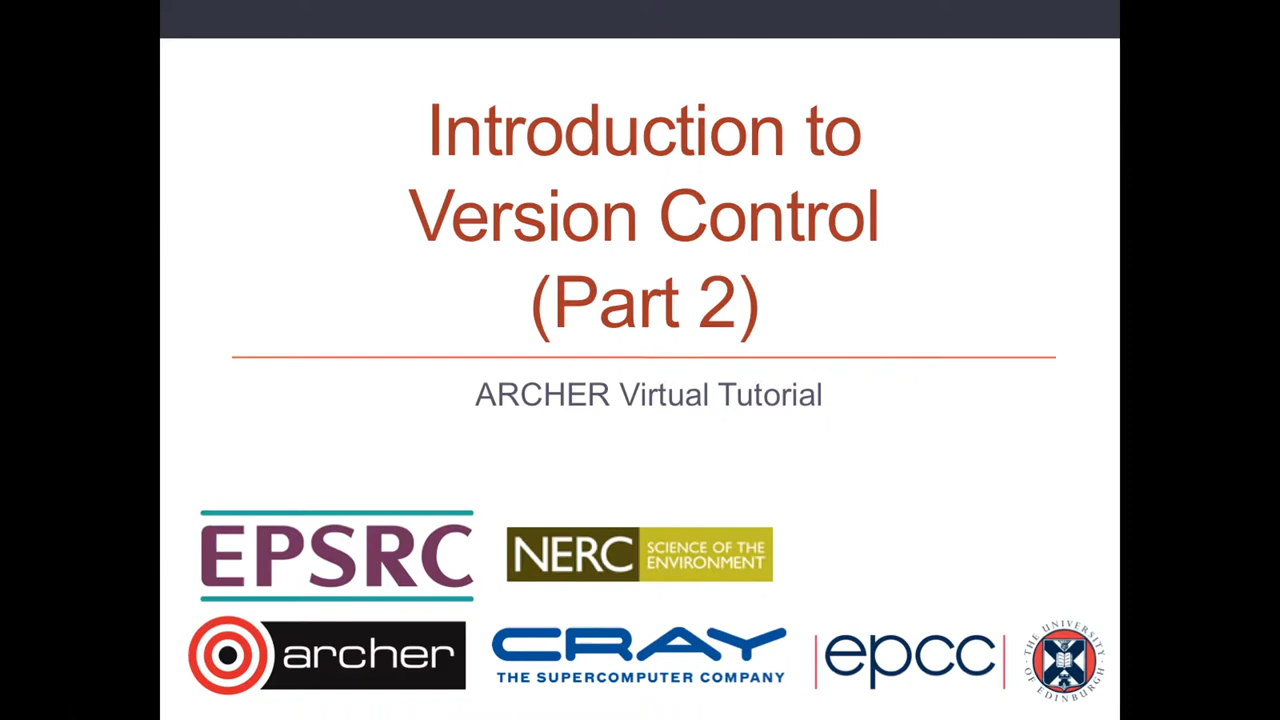 Introduction to
Version Control
(Part 2)
ARCHER Virtual Tutorial
EPSRC
NERC SCIENCE OF THE
ENVIRONMENT
archer
CRAY
THE SUPERCOMPUTER COMPANY
|epcc|
THE UNIVERSITY
OF EDINBURGH